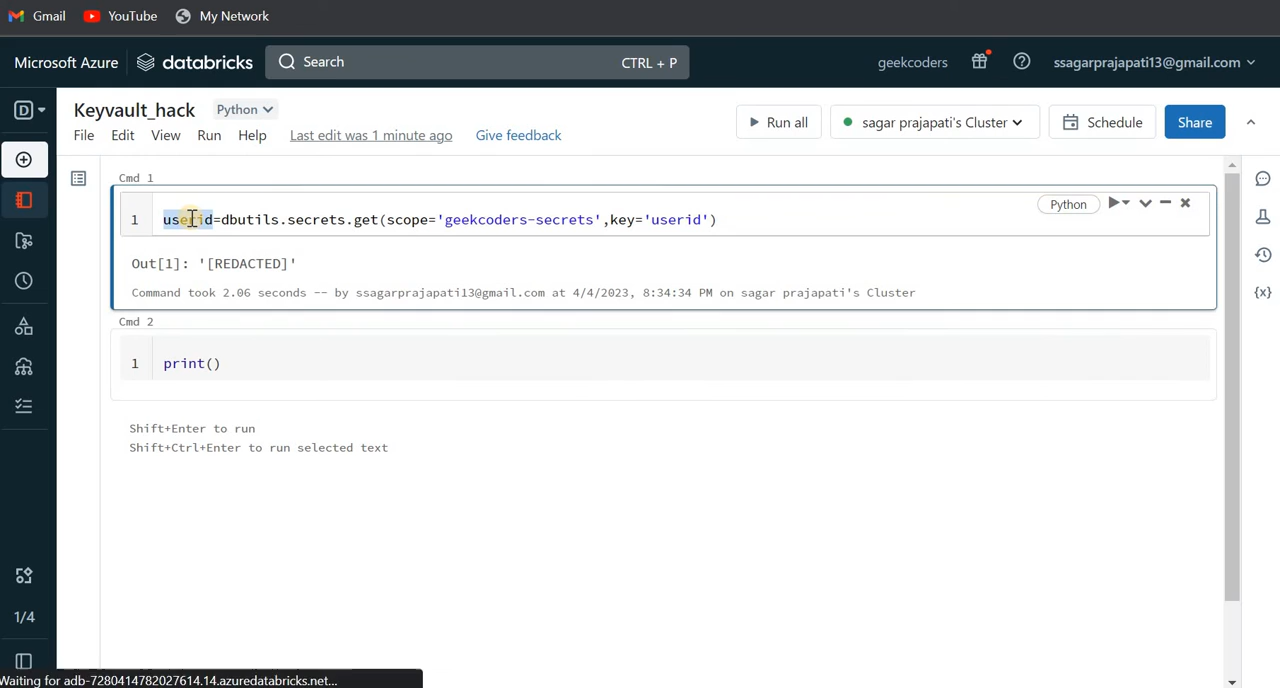 Gmail YouTube My Network
Microsoft Azure databricks Search CTRL + P geekcoders ssagarprajapati13@gmail.com
D Keyvault_hack Python
File Edit View Run Help Last edit was 1 minute ago Give feedback Run all sagar prajapati's Cluster Schedule Share
Cmd 1
1 userid=dbutils.secrets.get(scope='geekcoders-secrets',key='userid') Python
Out[1]: '[REDACTED]'
Command took 2.06 seconds -- by ssagarprajapati13@gmail.com at 4/4/2023, 8:34:34 PM on sagar prajapati's Cluster
Cmd 2
1 print()
Shift+Enter to run
Shift+Ctrl+Enter to run selected text
1/4
Waiting for adb-7280414782027614.14.azuredatabricks.net...